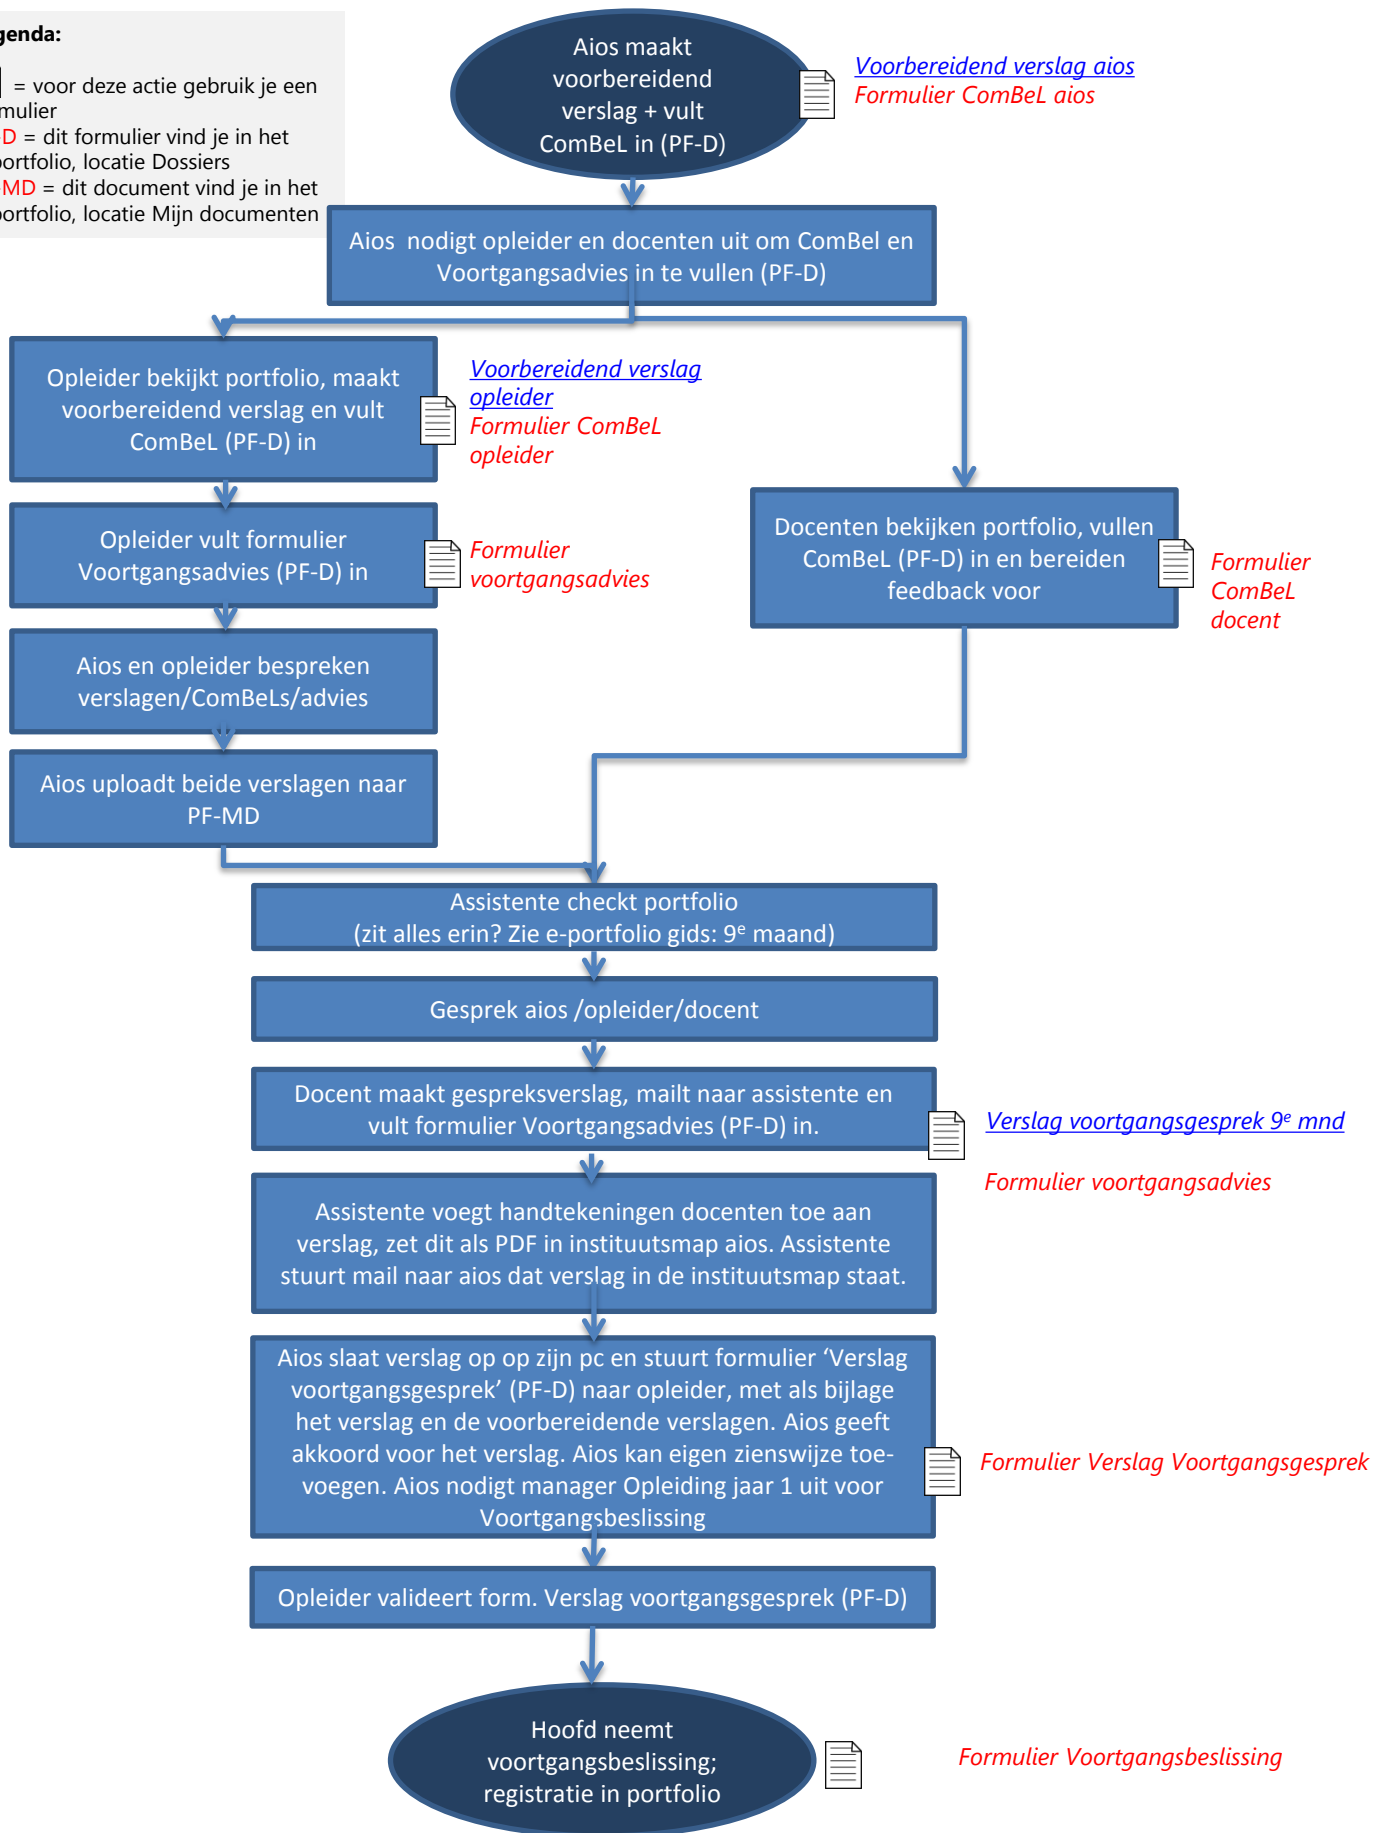 genda:
= voor deze actie gebruik je een
mulier
D = dit formulier vind je in het
portfolio, locatie Dossiers
MD = dit document vind je in het
portfolio, locatie Mijn documenten
Aios maakt
voorbereidend
verslag + vult
ComBeL in (PF-D)
Voorbereidend verslag aios
Formulier ComBeL aios
Aios nodigt opleider en docenten uit om ComBel en
Voortgangsadvies in te vullen (PF-D)
Opleider bekijkt portfolio, maakt
voorbereidend verslag en vult
ComBeL (PF-D) in
Voorbereidend verslag
opleider
Formulier ComBeL
opleider
Opleider vult formulier
Voortgangsadvies (PF-D) in
Formulier
voortgangsadvies
Docenten bekijken portfolio, vullen
ComBeL (PF-D) in en bereiden
feedback voor
Formulier
ComBeL
docent
Aios en opleider bespreken
verslagen/ComBeLs/advies
Aios uploadt beide verslagen naar
PF-MD
Assistente checkt portfolio
(zit alles erin? Zie e-portfolio gids: 9e maand)
Gesprek aios /opleider/docent
Docent maakt gespreksverslag, mailt naar assistente en
vult formulier Voortgangsadvies (PF-D) in.
Verslag voortgangsgesprek 9e mnd
Formulier voortgangsadvies
Assistente voegt handtekeningen docenten toe aan
verslag, zet dit als PDF in instituutsmap aios. Assistente
stuurt mail naar aios dat verslag in de instituutsmap staat.
Aios slaat verslag op op zijn pc en stuurt formulier ‘Verslag
voortgangsgesprek’ (PF-D) naar opleider, met als bijlage
het verslag en de voorbereidende verslagen. Aios geeft
akkoord voor het verslag. Aios kan eigen zienswijze toe-
voegen. Aios nodigt manager Opleiding jaar 1 uit voor
Voortgangsbeslissing
Formulier Verslag Voortgangsgesprek
Opleider valideert form. Verslag voortgangsgesprek (PF-D)
Hoofd neemt
voortgangsbeslissing;
registratie in portfolio
Formulier Voortgangsbeslissing